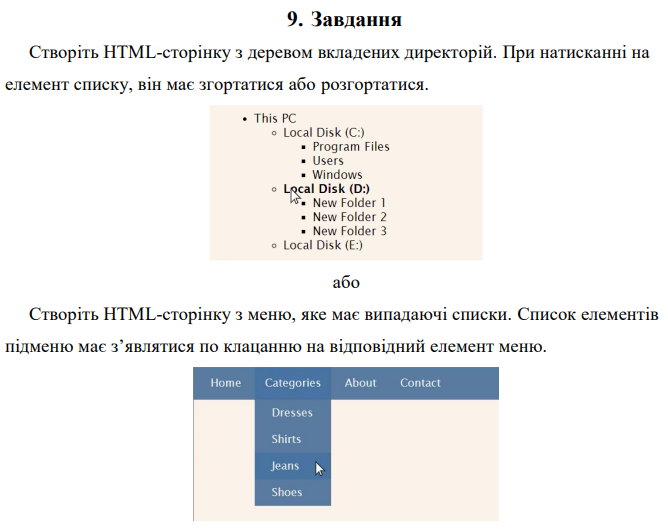 9. Завдання
Створіть HTML-сторінку з деревом вкладених директорій. При натисканні на
елемент списку, він має згортатися або розгортатися.
This PC
Local Disk (C:)
Program Files
Users
Windows
Local Disk (D:)
New Folder 1
New Folder 2
New Folder 3
Local Disk (E:)
або
Створіть HTML-сторінку з меню, яке має випадаючі списки. Список елементів
підменю має з’являтися по клацанню на відповідний елемент меню.
Home Categories About Contact
Dresses
Shirts
Jeans
Shoes